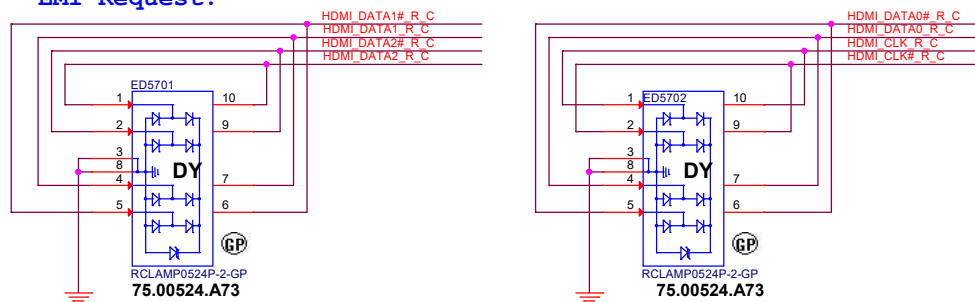 EMI Request.
HDMI_DATA1#_R_C
HDMI_DATA1_R_C
HDMI_DATA2#_R_C
HDMI_DATA2_R_C
ED5701
1
10
2
9
3
8
DY
4
7
5
6
GP
RCLAMP0524P-2-GP
75.00524.A73
HDMI_DATA0#_R_C
HDMI_DATA0_R_C
HDMI_CLK_R_C
HDMI_CLK#_R_C
ED5702
1
10
2
9
3
8
DY
4
7
5
6
GP
RCLAMP0524P-2-GP
75.00524.A73